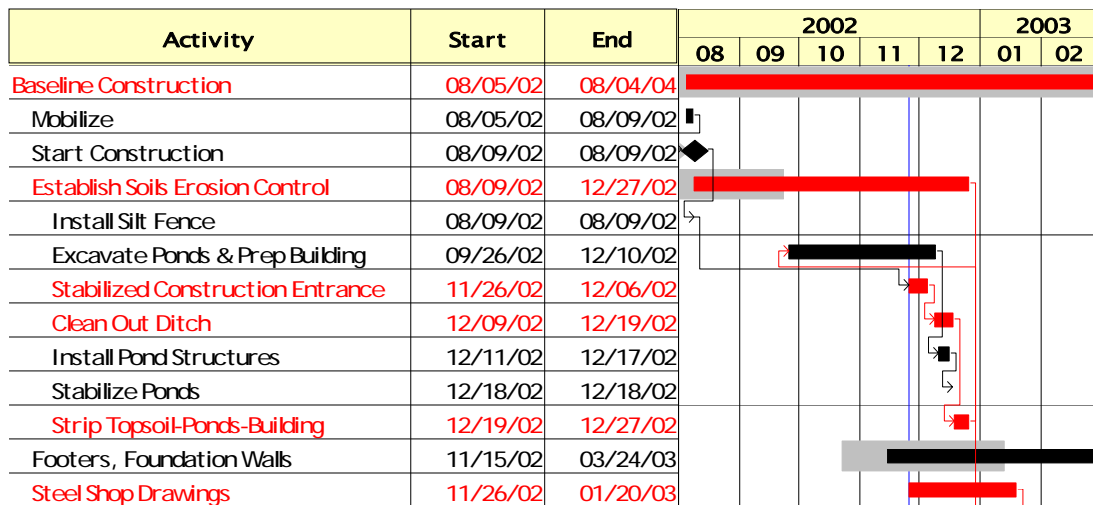 Activity Start End 2002 2003
08 09 10 11 12 01 02
Baseline Construction 08/05/02 08/04/04
Mobilize 08/05/02 08/09/02
Start Construction 08/09/02 08/09/02
Establish Soils Erosion Control 08/09/02 12/27/02
Install Silt Fence 08/09/02 08/09/02
Excavate Ponds & Prep Building 09/26/02 12/10/02
Stabilized Construction Entrance 11/26/02 12/06/02
Clean Out Ditch 12/09/02 12/19/02
Install Pond Structures 12/11/02 12/17/02
Stabilize Ponds 12/18/02 12/18/02
Strip Topsoil-Ponds-Building 12/19/02 12/27/02
Footers, Foundation Walls 11/15/02 03/24/03
Steel Shop Drawings 11/26/02 01/20/03